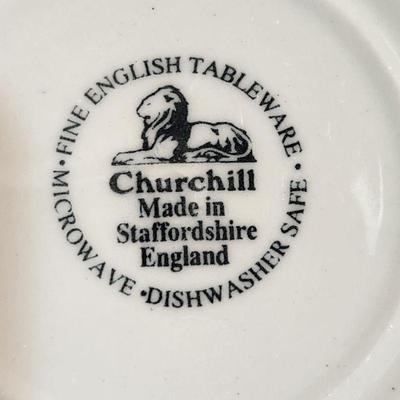 • FINE ENGLISH TABLEWARE •
Churchill
Made in
Staffordshire
England
MICROWAVE • DISHWASHER SAFE •